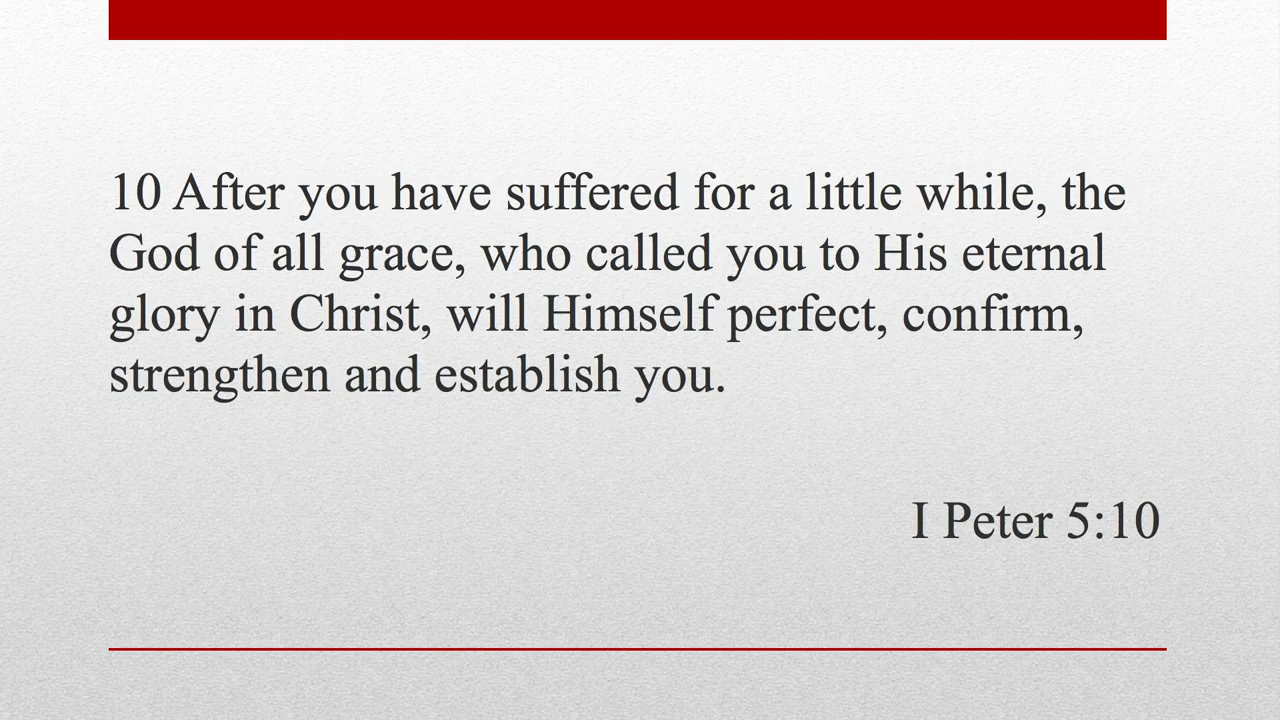 10 After you have suffered for a little while, the
God of all grace, who called you to His eternal
glory in Christ, will Himself perfect, confirm,
strengthen and establish you.
I Peter 5:10